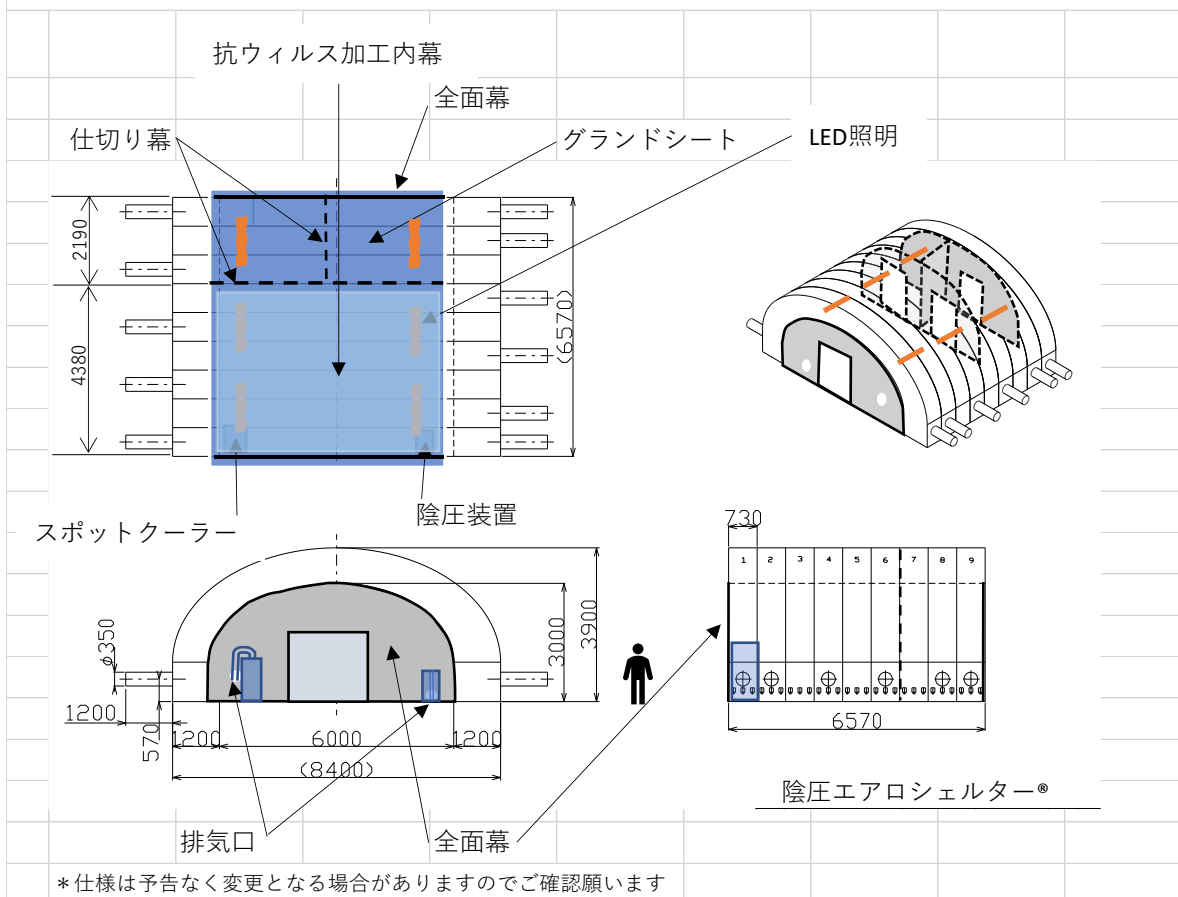 抗ウィルス加工内幕
全面幕
仕切り幕
グランドシート
LED照明
2190
4380
(6570)
スポットクーラー
陰圧装置
730
1 2 3 4 5 6 7 8 9
φ350
1200
570
1200
6000
1200
(8400)
3000
3900
6570
陰圧エアロシェルター®
排気口
全面幕
*仕様は予告なく変更となる場合がありますのでご確認願います